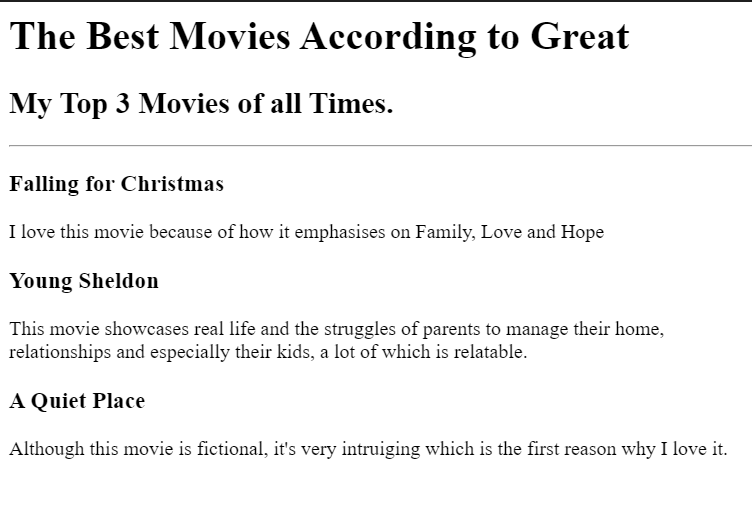 The Best Movies According to Great
My Top 3 Movies of all Times.
Falling for Christmas
I love this movie because of how it emphasises on Family, Love and Hope
Young Sheldon
This movie showcases real life and the struggles of parents to manage their home,
relationships and especially their kids, a lot of which is relatable.
A Quiet Place
Although this movie is fictional, it's very intruiging which is the first reason why I love it.